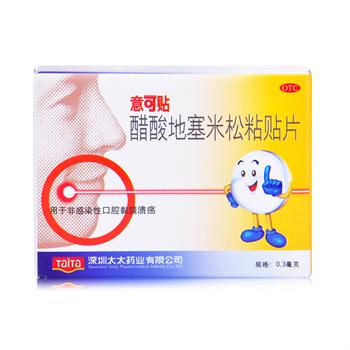 意可贴
OTC
醋酸地塞米松粘贴片
用于非感染性口腔黏膜溃疡
TAITA
深圳太太药业有限公司
Shenzhen Taitai Pharmaceutical Industry Co., Ltd
规格：0.3毫克